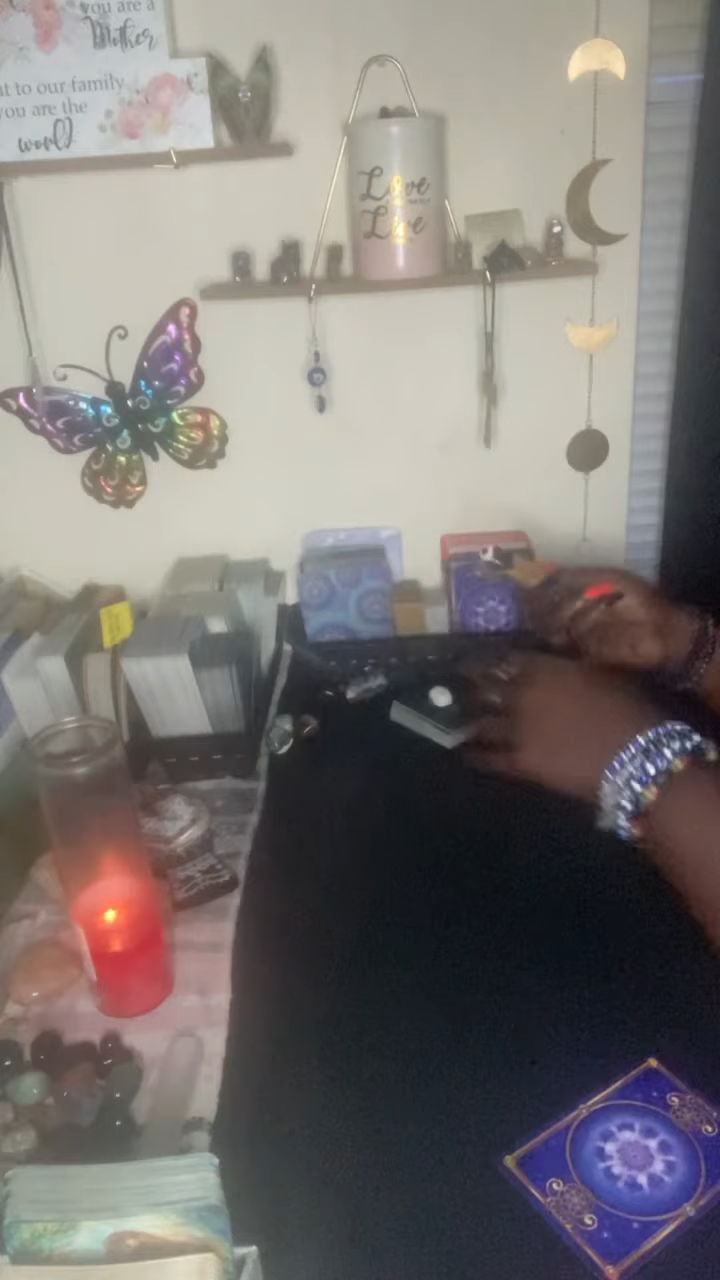 you are a
Mother
t to our family
you are the
world
Love
Live